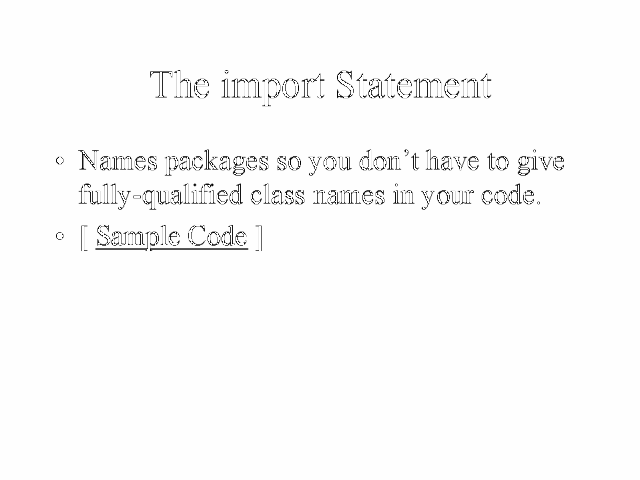 The import Statement
• Names packages so you don’t have to give
fully-qualified class names in your code.
• [ Sample Code ]